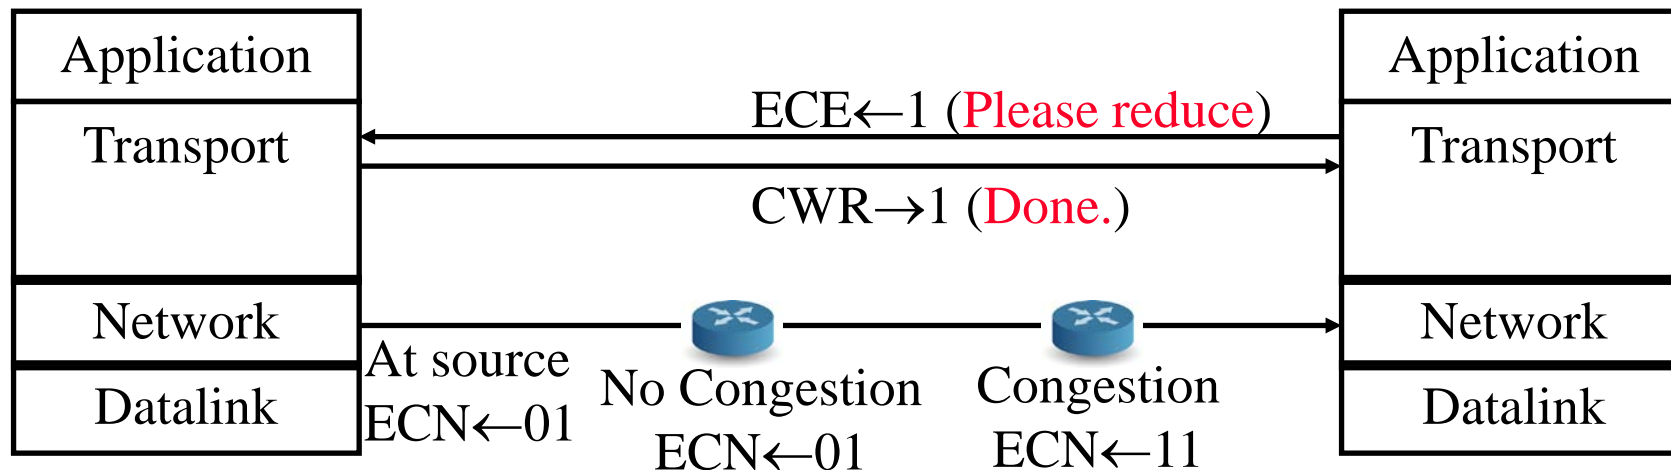 Application
Transport
Network
Datalink
ECE←1 (Please reduce)
CWR→1 (Done.)
At source
ECN←01
No Congestion
ECN←01
Congestion
ECN←11
Application
Transport
Network
Datalink